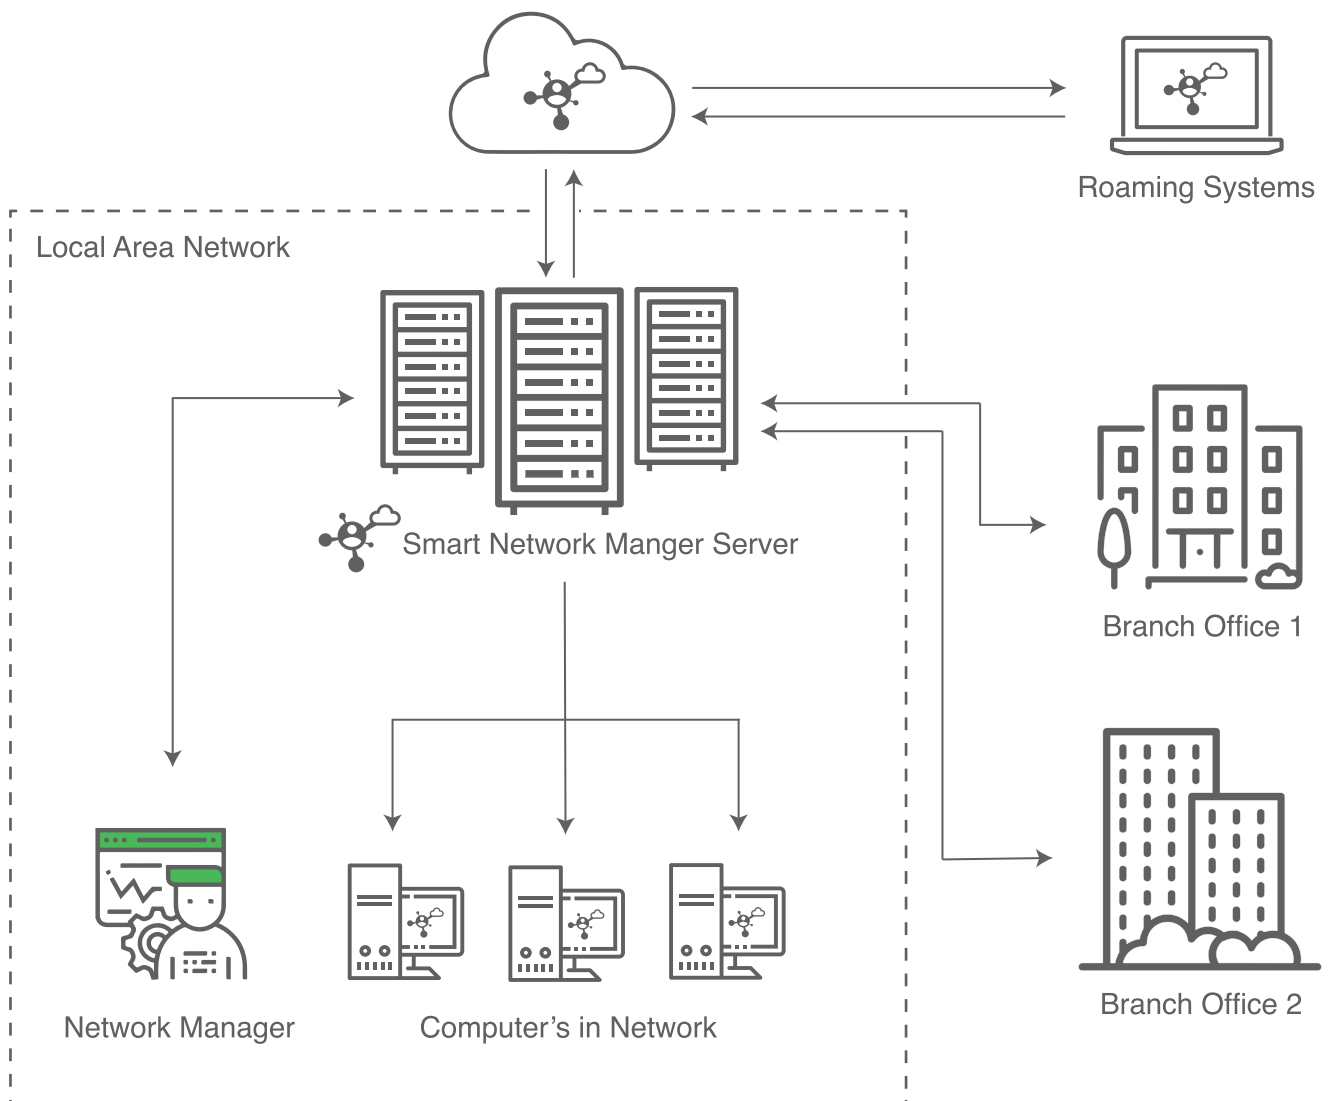 Roaming Systems
Local Area Network
Smart Network Manger Server
Branch Office 1
Branch Office 2
Network Manager
Computer’s in Network